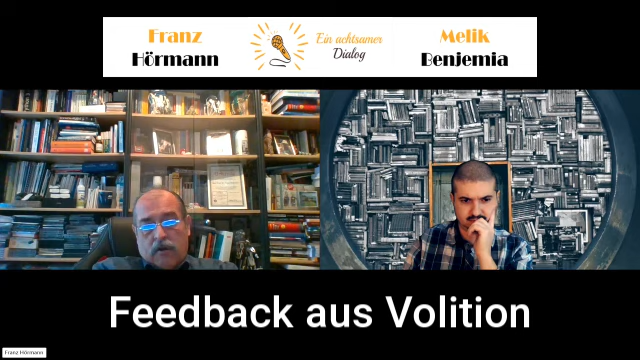 Franz
Hörmann
Ein achtsamer
Dialog
Melik
Benjemia
Feedback aus Volition
Franz Hörmann